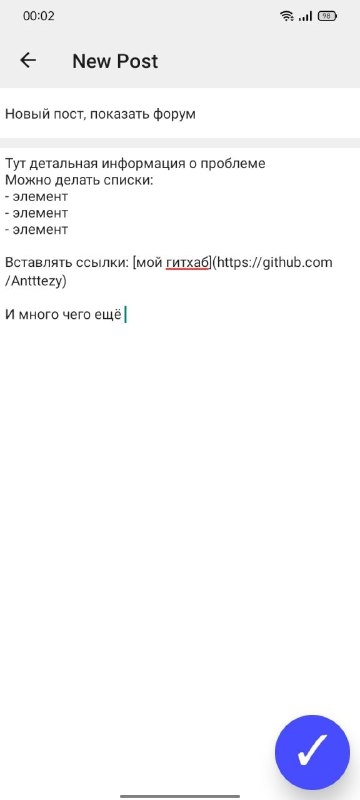 00:02
98
New Post
Новый пост, показать форум
Тут детальная информация о проблеме
Можно делать списки:
- элемент
- элемент
- элемент
Вставлять ссылки: [мой гитхаб](https://github.com
/Antttezy)
И много чего ещё